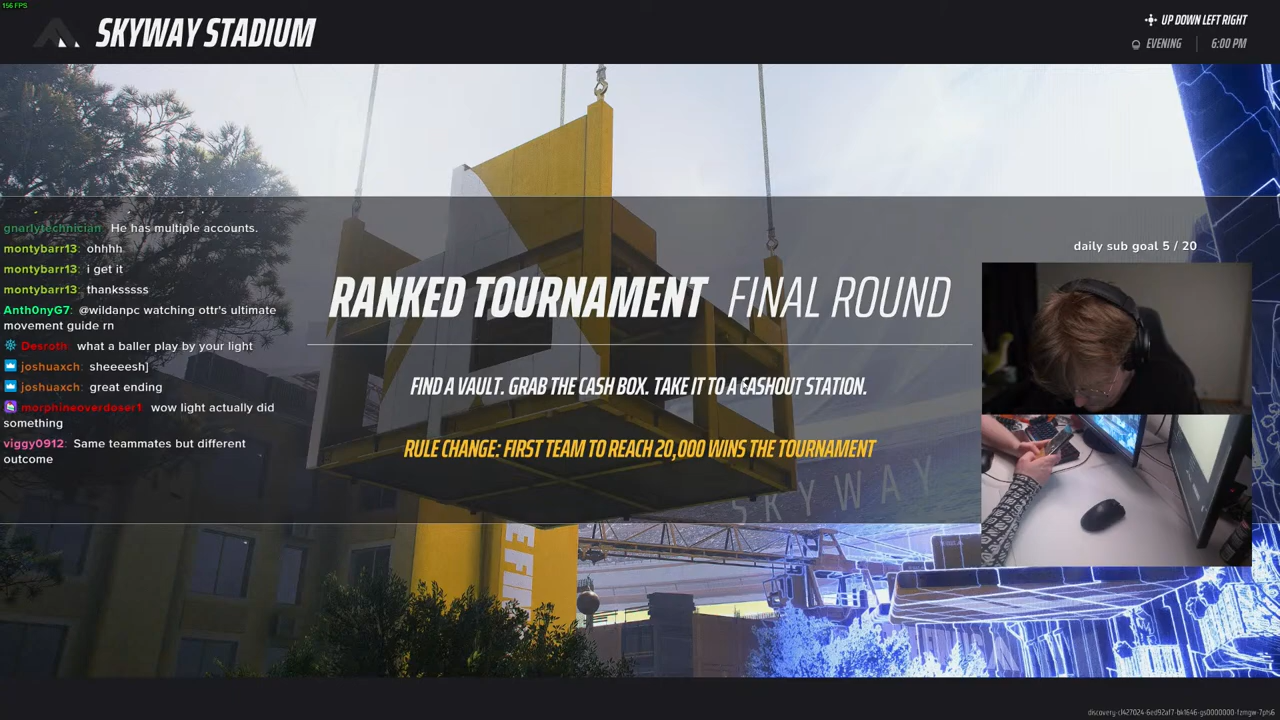 156 FPS
SKYWAY STADIUM
UP DOWN LEFT RIGHT
EVENING | 6:00 PM
gnarlytechnician: He has multiple accounts.
montybarr13: ohhhh
montybarr13: i get it
montybarr13: thanksssss
Anth0nyG7: @wildanpc watching ottr's ultimate
movement guide rn
Desroth: what a baller play by your light
joshuaxch: sheeeesh]
joshuaxch: great ending
morphineoverdoser1: wow light actually did
something
viggy0912: Same teammates but different
outcome
RANKED TOURNAMENT FINAL ROUND
FIND A VAULT. GRAB THE CASH BOX. TAKE IT TO A CASHOUT STATION.
RULE CHANGE: FIRST TEAM TO REACH 20,000 WINS THE TOURNAMENT
daily sub goal 5 / 20
SKYWAY